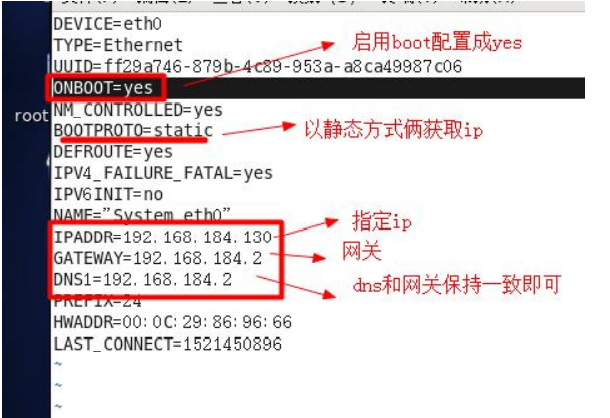 DEVICE=eth0
TYPE=Ethernet
启用boot配置成yes
UUID=ff29a746-879b-4c89-953a-a8ca49987c06
ONBOOT=yes
root
NM_CONTROLLED=yes
BOOTPROTO=static
以静态方式俩获取ip
DEFROUTE=yes
IPV4_FAILURE_FATAL=yes
IPV6INIT=no
NAME="System eth0"
指定ip
IPADDR=192.168.184.130
网关
GATEWAY=192.168.184.2
DNS1=192.168.184.2
dns和网关保持一致即可
PREFIX=24
HWADDR=00:0C:29:86:96:66
LAST_CONNECT=1521450896
~
~
~